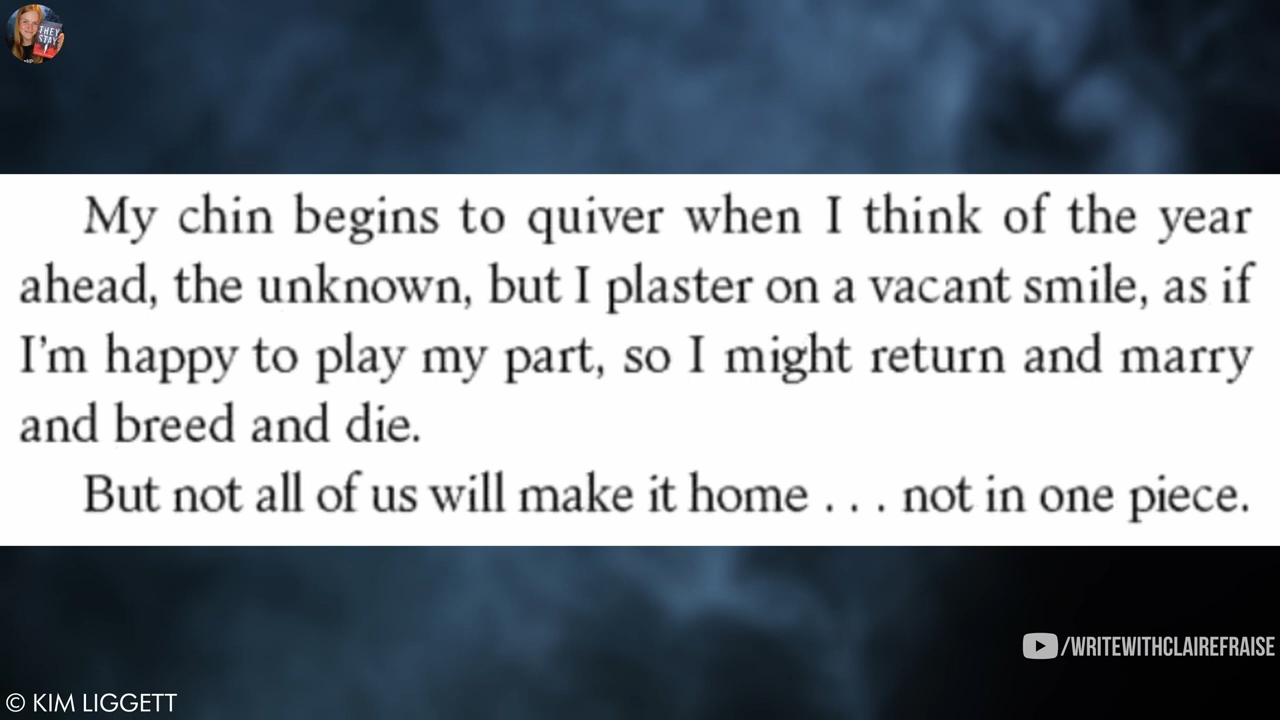 THEY
STAY
My chin begins to quiver when I think of the year
ahead, the unknown, but I plaster on a vacant smile, as if
I'm happy to play my part, so I might return and marry
and breed and die.
But not all of us will make it home . . . not in one piece.
/WRITEWITHCLAIREFRAISE
© KIM LIGGETT